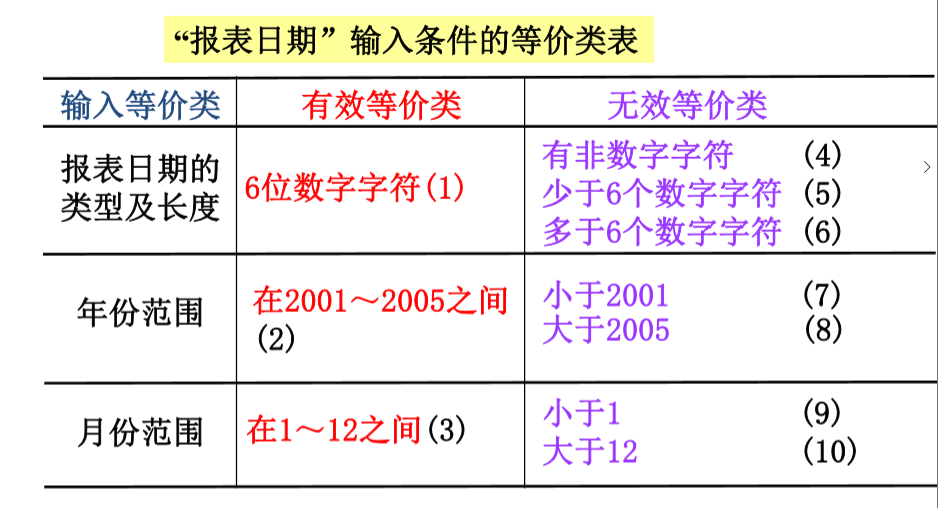 “报表日期”输入条件的等价类表
输入等价类 有效等价类 无效等价类
报表日期的
类型及长度
6位数字字符(1)
有非数字字符 (4)
少于6个数字字符 (5)
多于6个数字字符 (6)
年份范围
在2001～2005之间
(2)
小于2001 (7)
大于2005 (8)
月份范围
在1～12之间(3)
小于1 (9)
大于12 (10)